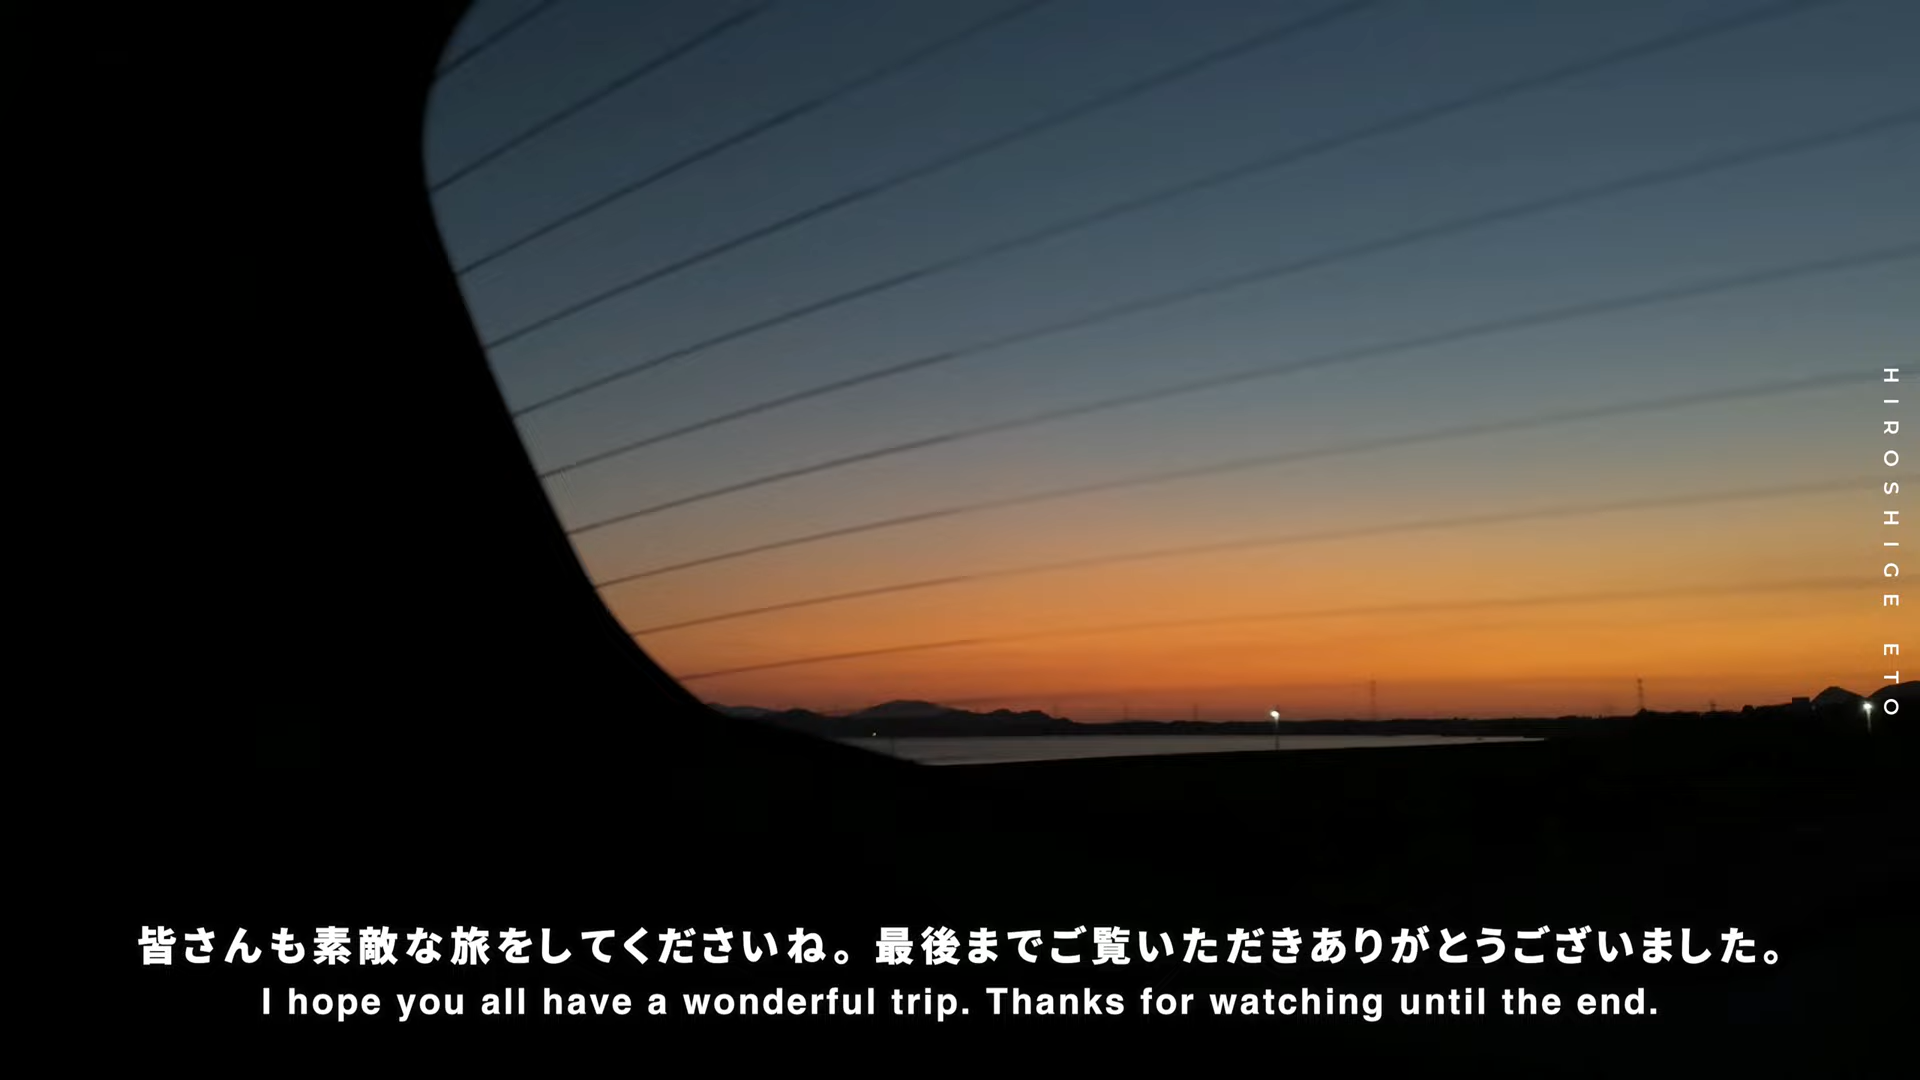 HIROSHIGE ETO
皆さんも素敵な旅をしてくださいね。最後までご覧いただきありがとうございました。
I hope you all have a wonderful trip. Thanks for watching until the end.